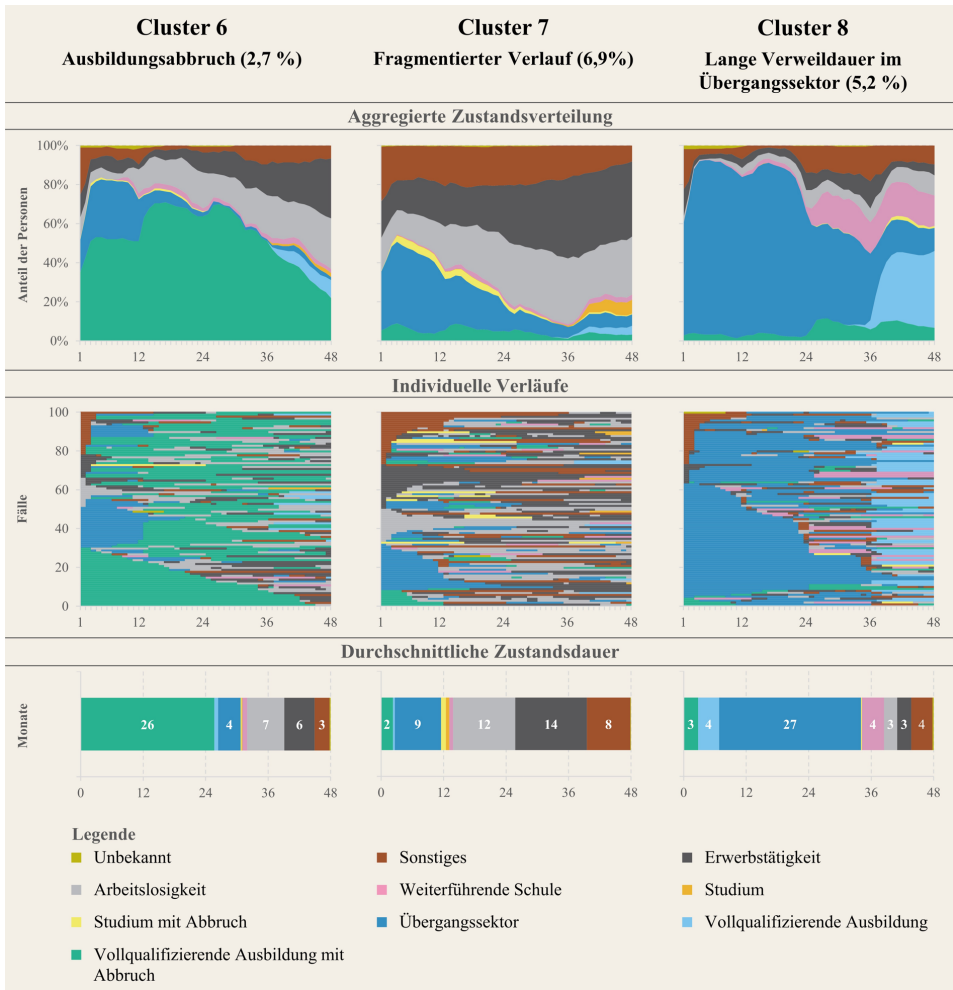 Cluster 6
Ausbildungsabbruch (2,7 %)
Cluster 7
Fragmentierter Verlauf (6,9%)
Cluster 8
Lange Verweildauer im
Übergangssektor (5,2 %)
Aggregierte Zustandsverteilung
Anteil der Personen
100%
80%
60%
40%
20%
0%
1 12 24 36 48
1 12 24 36 48
1 12 24 36 48
Individuelle Verläufe
Fälle
100
80
60
40
20
0
1 12 24 36 48
1 12 24 36 48
1 12 24 36 48
Durchschnittliche Zustandsdauer
Monate
26 4 7 6 3
2 9 12 14 8
3 4 27 4 3 3 4
0 12 24 36 48
0 12 24 36 48
0 12 24 36 48
Legende
Unbekannt
Sonstiges
Erwerbstätigkeit
Arbeitslosigkeit
Weiterführende Schule
Studium
Studium mit Abbruch
Übergangssektor
Vollqualifizierende Ausbildung
Vollqualifizierende Ausbildung mit
Abbruch